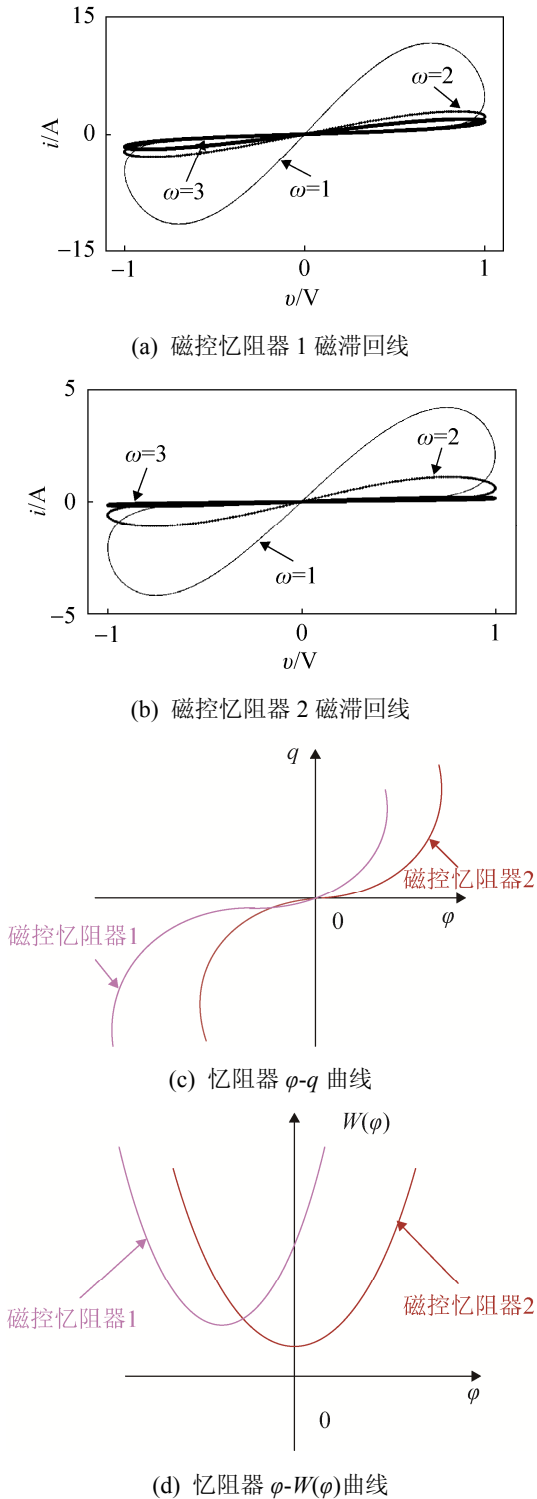 15
i/A
0
−15
ω=2
ω=3
ω=1
−1
0
1
υ/V
(a) 磁控忆阻器 1 磁滞回线
5
i/A
0
−5
ω=3
ω=2
ω=1
−1
0
1
υ/V
(b) 磁控忆阻器 2 磁滞回线
q
磁控忆阻器2
0
φ
磁控忆阻器1
(c) 忆阻器 φ-q 曲线
W(φ)
磁控忆阻器1
磁控忆阻器2
φ
0
(d) 忆阻器 φ-W(φ)曲线